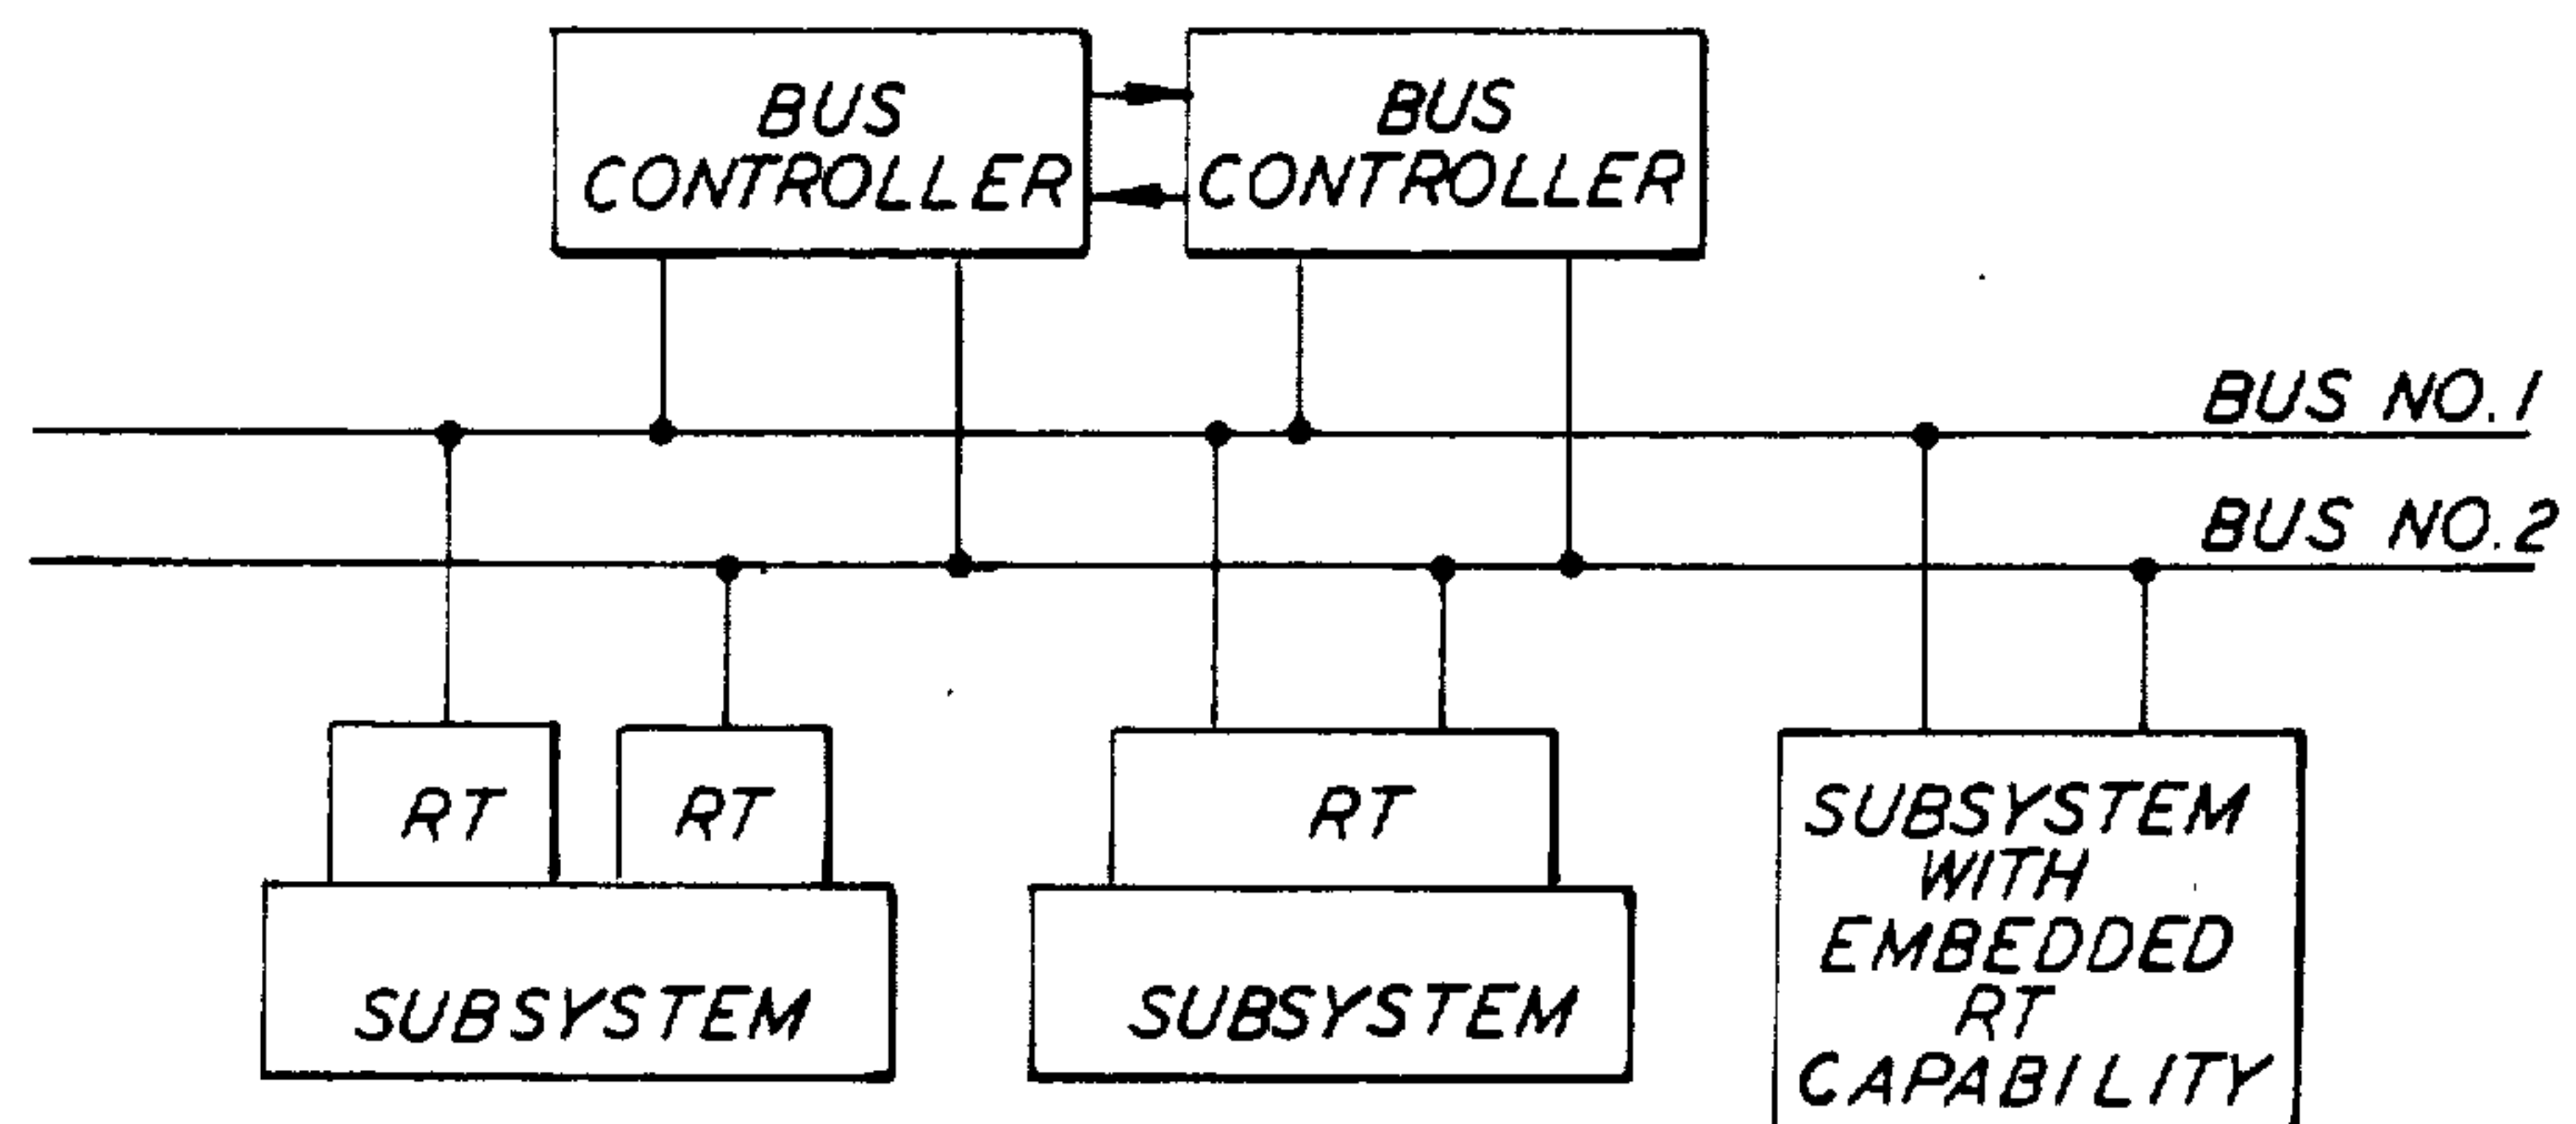 BUS
CONTROLLER
BUS
CONTROLLER
BUS NO.1
BUS NO.2
RT
RT
SUBSYSTEM
RT
SUBSYSTEM
SUBSYSTEM
WITH
EMBEDDED
RT
CAPABILITY